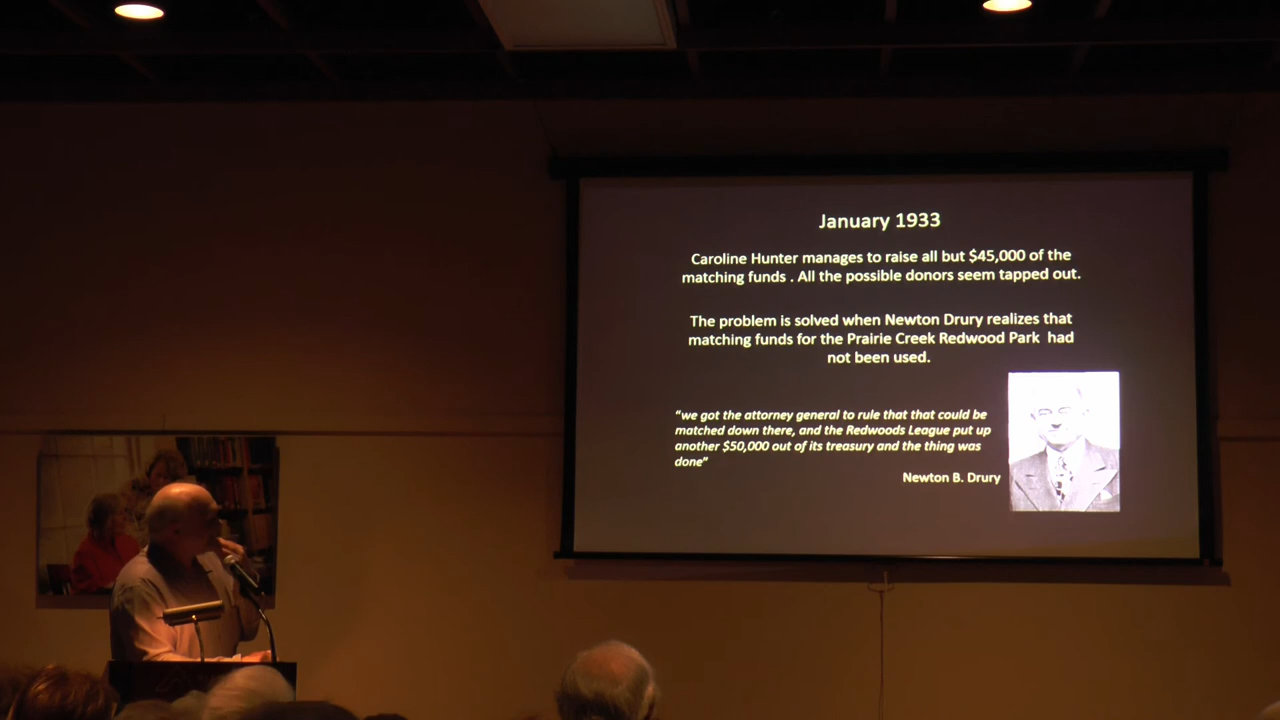 January 1933
Caroline Hunter manages to raise all but $45,000 of the
matching funds . All the possible donors seem tapped out.
The problem is solved when Newton Drury realizes that
matching funds for the Prairie Creek Redwood Park had
not been used.
“we got the attorney general to rule that that could be
matched down there, and the Redwoods League put up
another $50,000 out of its treasury and the thing was
done”
Newton B. Drury